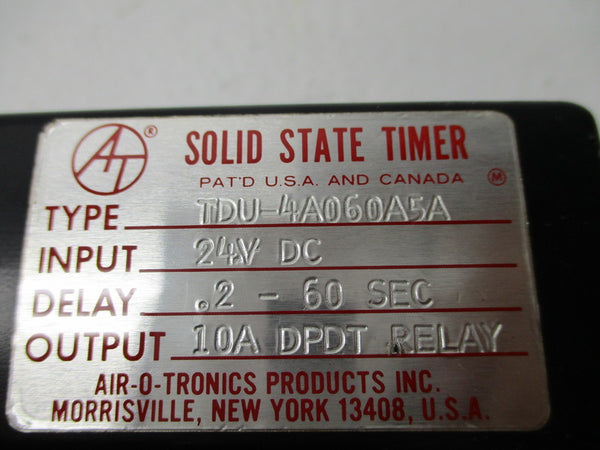 AT ®
SOLID STATE TIMER
PAT'D U.S.A. AND CANADA Ⓜ
TYPE TDU-4A060A5A
INPUT 24V DC
DELAY .2 - 60 SEC
OUTPUT 10A DPDT RELAY
AIR-O-TRONICS PRODUCTS INC.
MORRISVILLE, NEW YORK 13408, U.S.A.